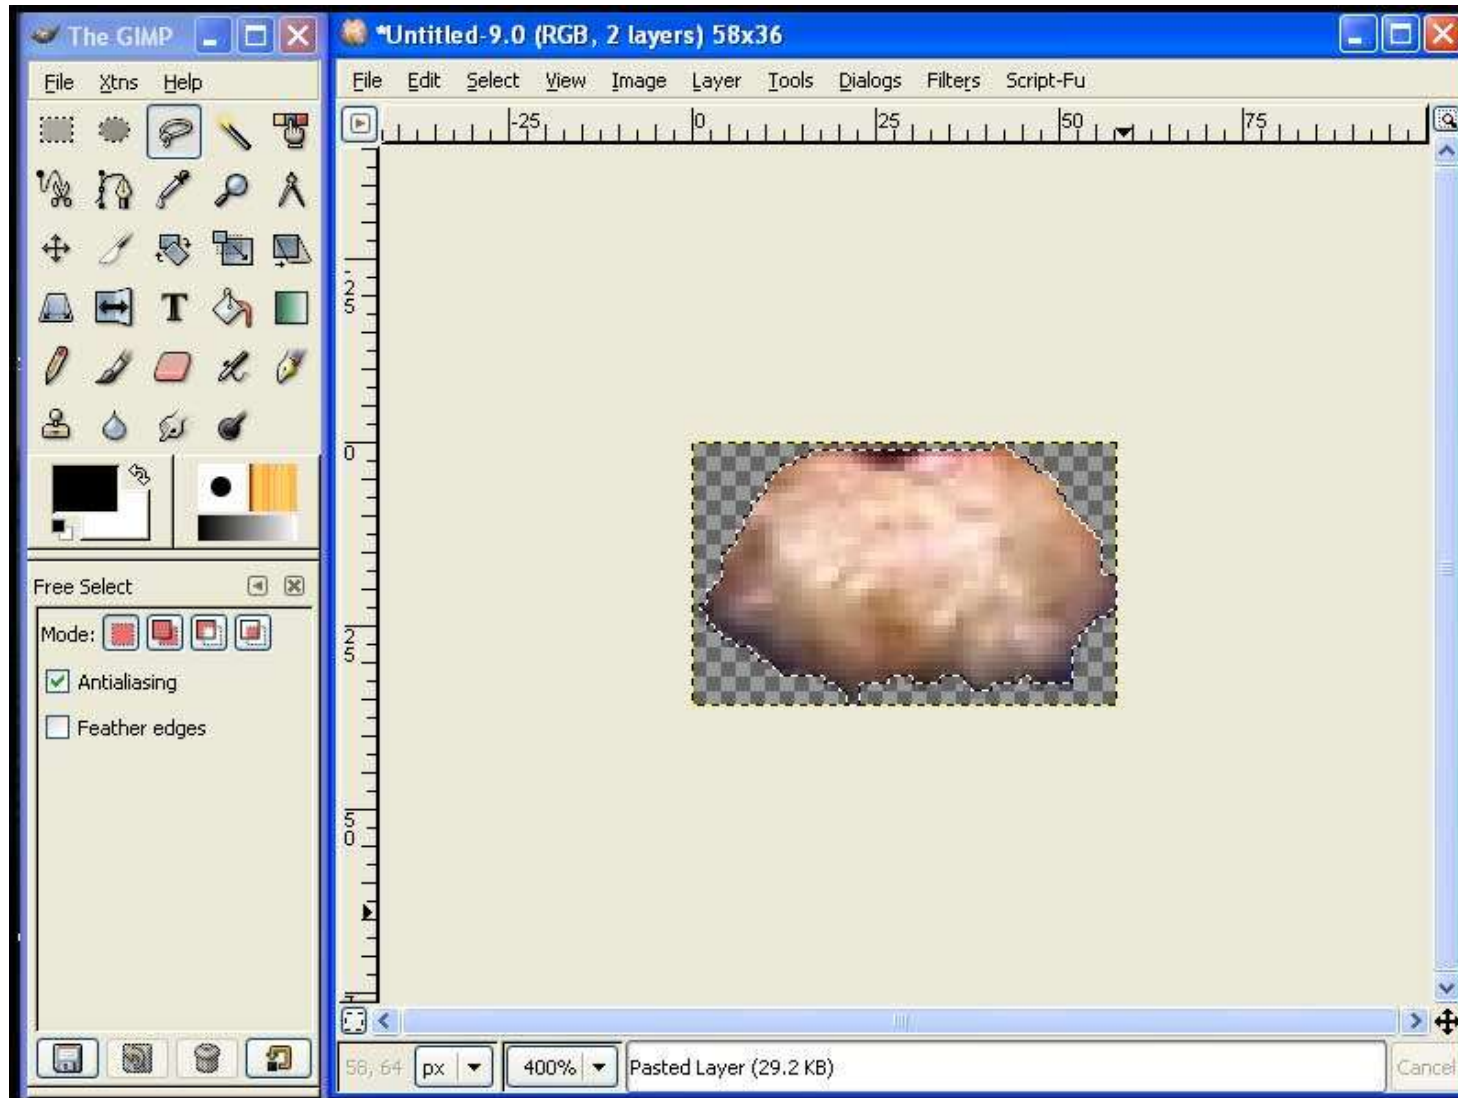 The GIMP
File Xtns Help
Free Select
Mode:
Antialiasing
Feather edges
*Untitled-9.0 (RGB, 2 layers) 58x36
File Edit Select View Image Layer Tools Dialogs Filters Script-Fu
-25 0 25 50 75
-25
0
25
50
58, 64 px 400% Pasted Layer (29.2 KB) Cancel